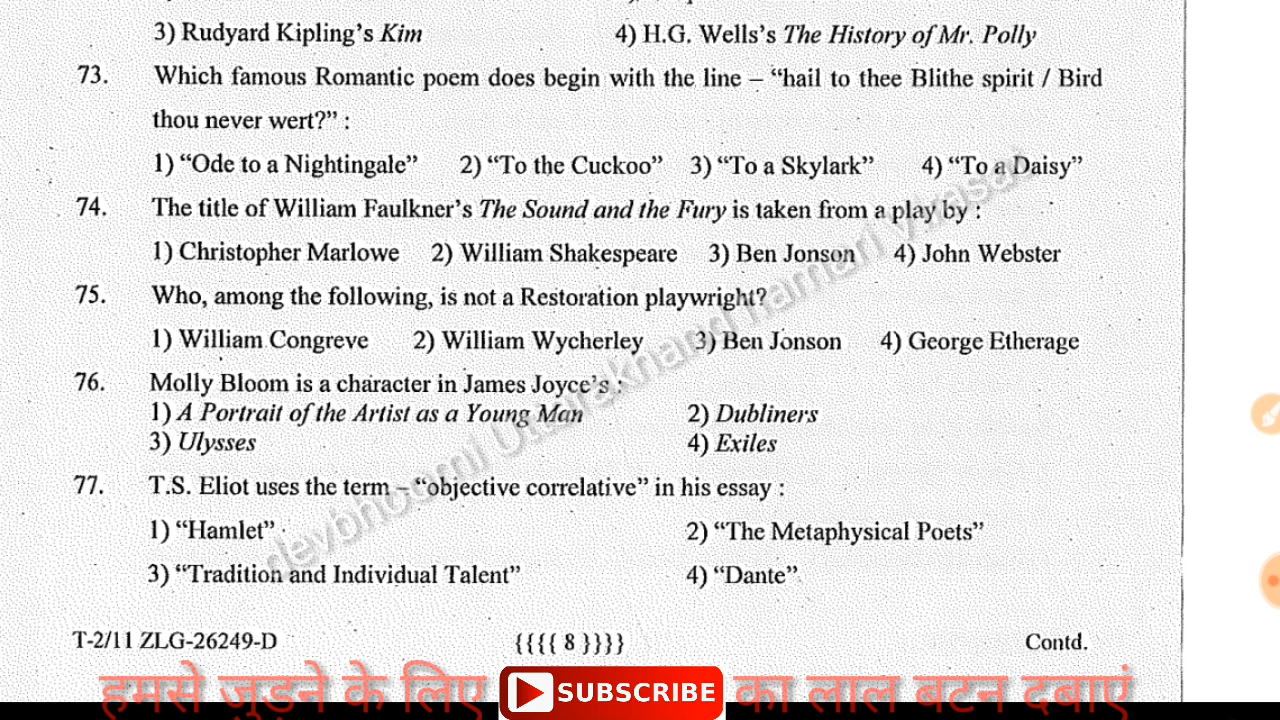 3) Rudyard Kipling's Kim 4) H.G. Wells's The History of Mr. Polly
73. Which famous Romantic poem does begin with the line – "hail to thee Blithe spirit / Bird
thou never wert?" :
1) "Ode to a Nightingale" 2) "To the Cuckoo" 3) "To a Skylark" 4) "To a Daisy"
74. The title of William Faulkner's The Sound and the Fury is taken from a play by :
1) Christopher Marlowe 2) William Shakespeare 3) Ben Jonson 4) John Webster
75. Who, among the following, is not a Restoration playwright?
1) William Congreve 2) William Wycherley 3) Ben Jonson 4) George Etherage
76. Molly Bloom is a character in James Joyce's :
1) A Portrait of the Artist as a Young Man 2) Dubliners
3) Ulysses 4) Exiles
77. T.S. Eliot uses the term – "objective correlative" in his essay :
1) "Hamlet" 2) "The Metaphysical Poets"
3) "Tradition and Individual Talent" 4) "Dante"
devbhoomi Uttarakhand hamari virasat
T-2/11 ZLG-26249-D {{{{ 8 }}}} Contd.
हमसे जुड़ने के लिए SUBSCRIBE का लाल बटन दबाएं